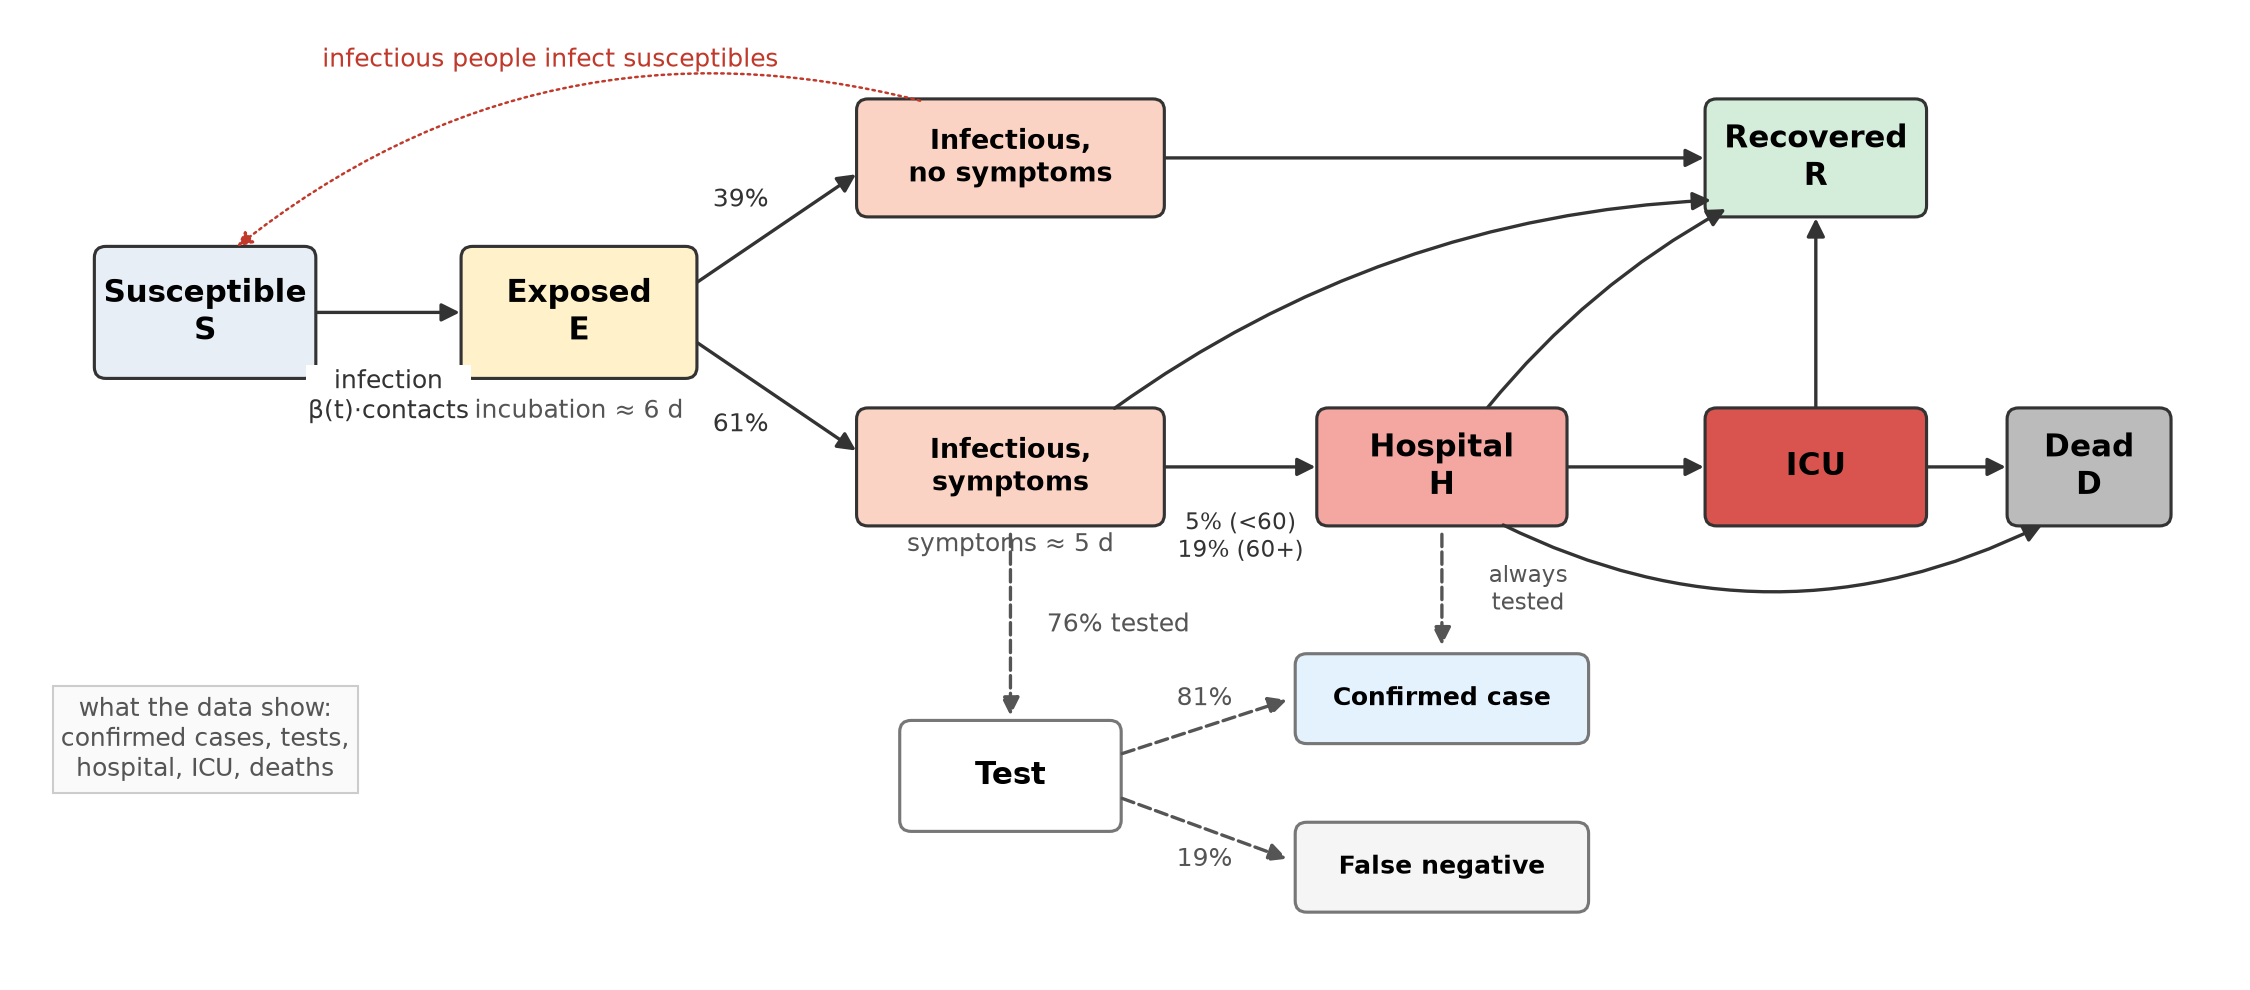 infectious people infect susceptibles
Infectious,
no symptoms
Recovered
R
39%
Susceptible
S
Exposed
E
infection
β(t)·contacts
incubation ≈ 6 d
61%
Infectious,
symptoms
Hospital
H
ICU
Dead
D
symptoms ≈ 5 d
5% (<60)
19% (60+)
always
tested
76% tested
what the data show:
confirmed cases, tests,
hospital, ICU, deaths
Test
81%
Confirmed case
19%
False negative